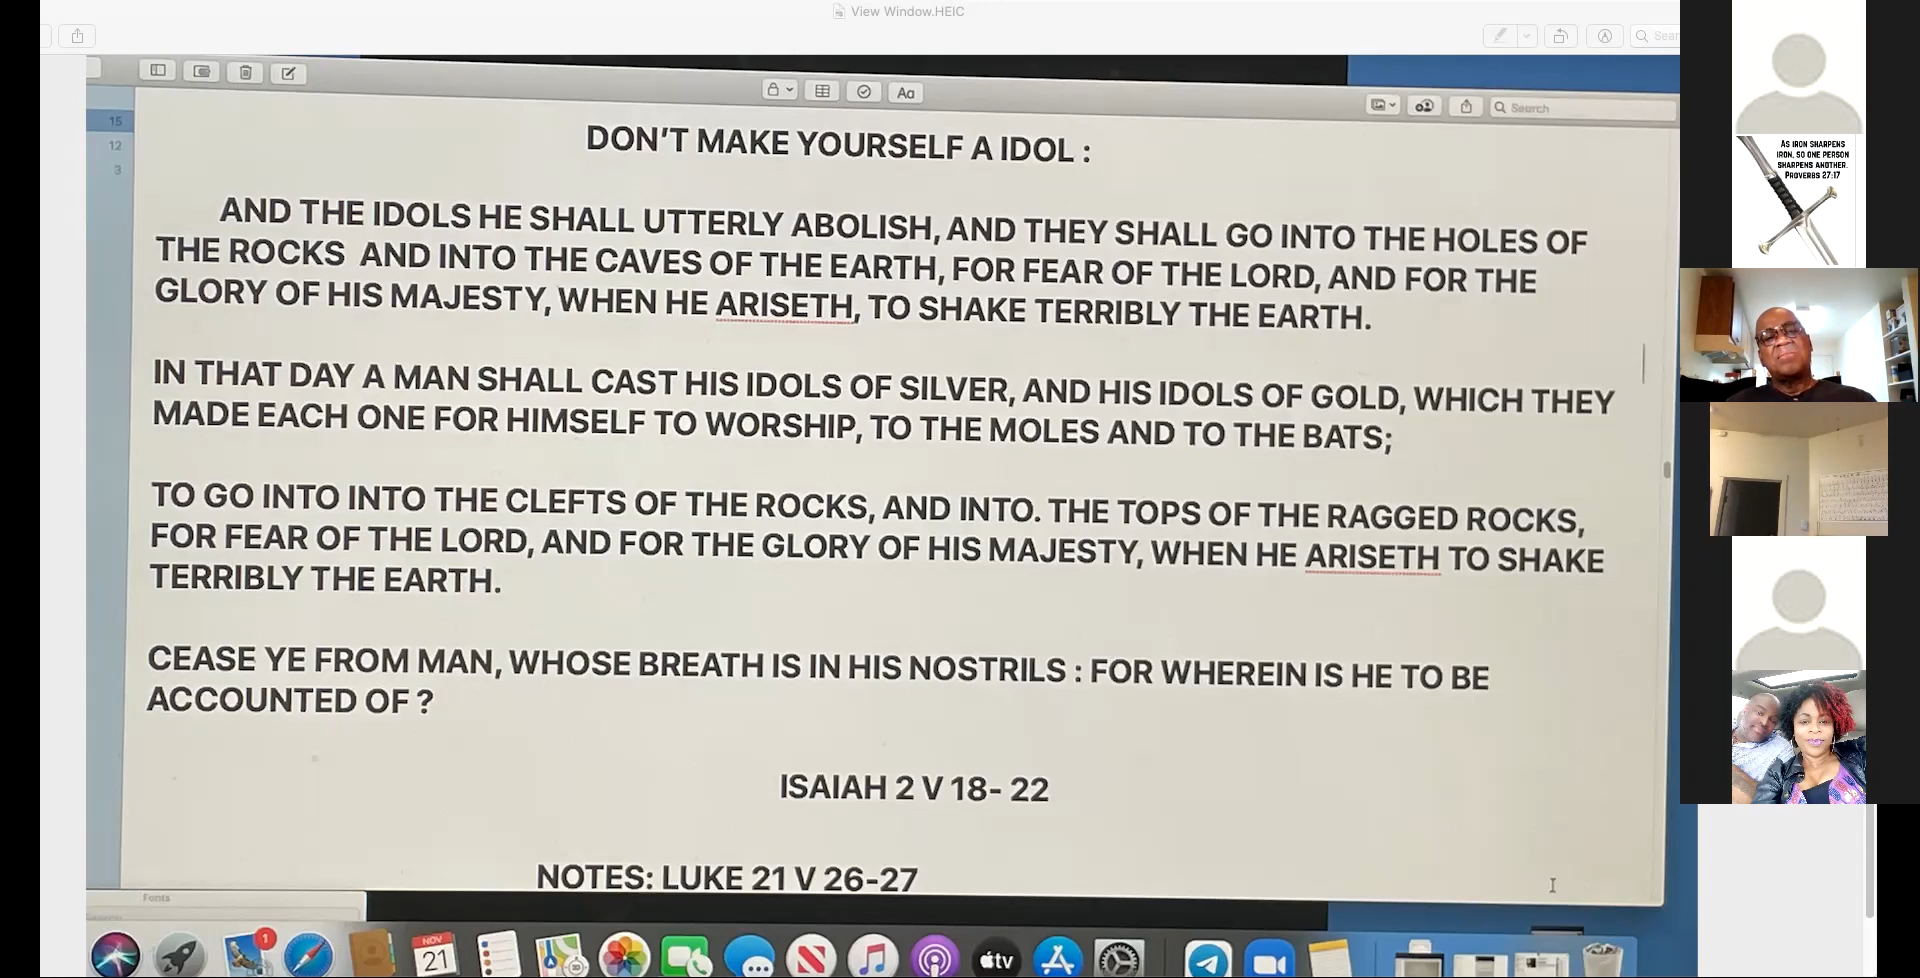 View Window.HEIC
Sear
Aa
Search
15
12
3
DON'T MAKE YOURSELF A IDOL :
AND THE IDOLS HE SHALL UTTERLY ABOLISH, AND THEY SHALL GO INTO THE HOLES OF
THE ROCKS AND INTO THE CAVES OF THE EARTH, FOR FEAR OF THE LORD, AND FOR THE
GLORY OF HIS MAJESTY, WHEN HE ARISETH, TO SHAKE TERRIBLY THE EARTH.
IN THAT DAY A MAN SHALL CAST HIS IDOLS OF SILVER, AND HIS IDOLS OF GOLD, WHICH THEY
MADE EACH ONE FOR HIMSELF TO WORSHIP, TO THE MOLES AND TO THE BATS;
TO GO INTO INTO THE CLEFTS OF THE ROCKS, AND INTO. THE TOPS OF THE RAGGED ROCKS,
FOR FEAR OF THE LORD, AND FOR THE GLORY OF HIS MAJESTY, WHEN HE ARISETH TO SHAKE
TERRIBLY THE EARTH.
CEASE YE FROM MAN, WHOSE BREATH IS IN HIS NOSTRILS : FOR WHEREIN IS HE TO BE
ACCOUNTED OF ?
ISAIAH 2 V 18- 22
NOTES: LUKE 21 V 26-27
Fonts
1
NOV
21
tv
AS IRON SHARPENS
IRON, SO ONE PERSON
SHARPENS ANOTHER.
PROVERBS 27:17